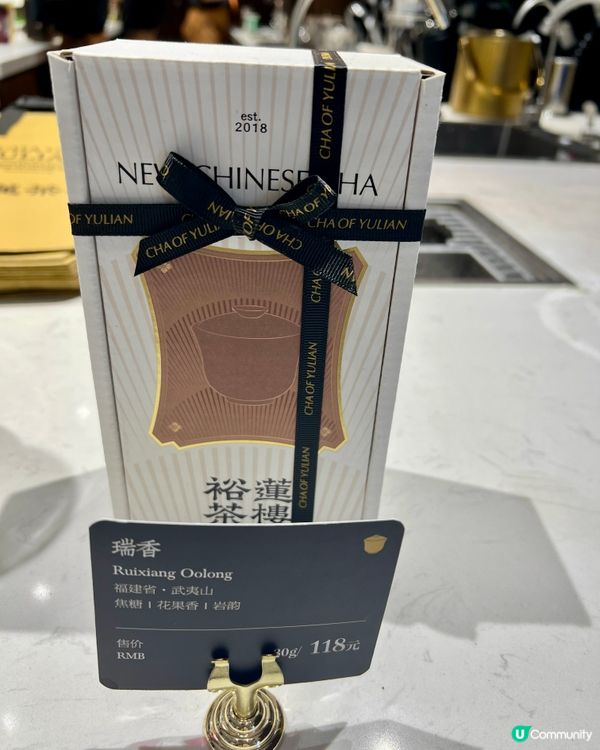 est.
2018
CHINESE
CHA OF YULIAN
CHA OF YULIAN
CHA OF YULIAN
CHA OF YULIAN
裕蓮
茶樓
瑞香
Ruixiang Oolong
福建省·武夷山
焦糖 | 花果香 | 岩韵
售价
RMB
30g/ 118元
U Community